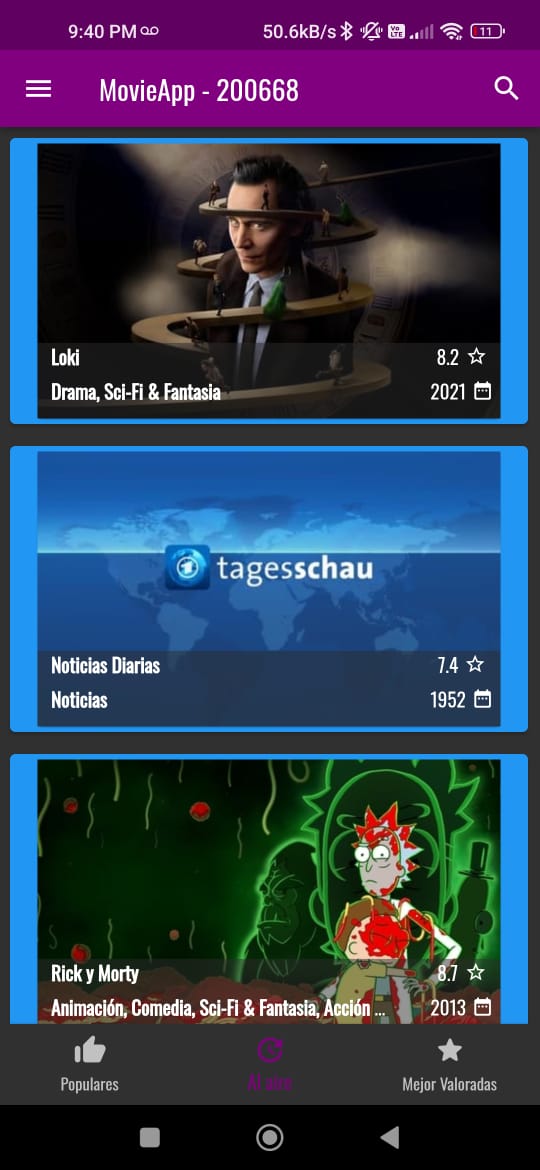 9:40 PM 50.6kB/s Vo LTE 11
MovieApp - 200668
Loki 8.2
Drama, Sci-Fi & Fantasia 2021
tagesschau
Noticias Diarias 7.4
Noticias 1952
Rick y Morty 8.7
Animación, Comedia, Sci-Fi & Fantasia, Acción ... 2013
Populares Al aire Mejor Valoradas